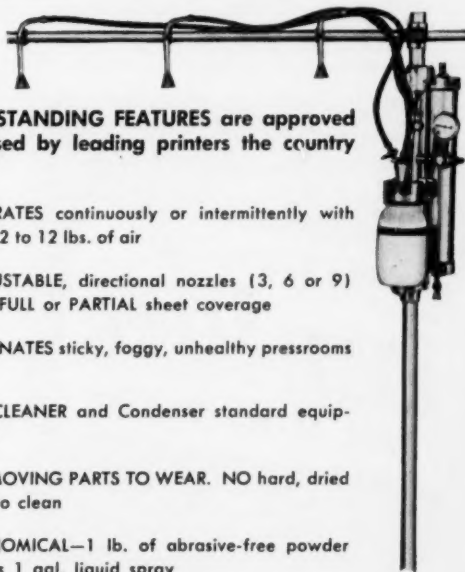 STANDING FEATURES are approved
sed by leading printers the country
RATES continuously or intermittently with
2 to 12 lbs. of air
USTABLE, directional nozzles (3, 6 or 9)
FULL or PARTIAL sheet coverage
NATES sticky, foggy, unhealthy pressrooms
CLEANER and Condenser standard equip-
MOVING PARTS TO WEAR. NO hard, dried
o clean
NOMICAL—1 lb. of abrasive-free powder
s 1 gal. liquid spray